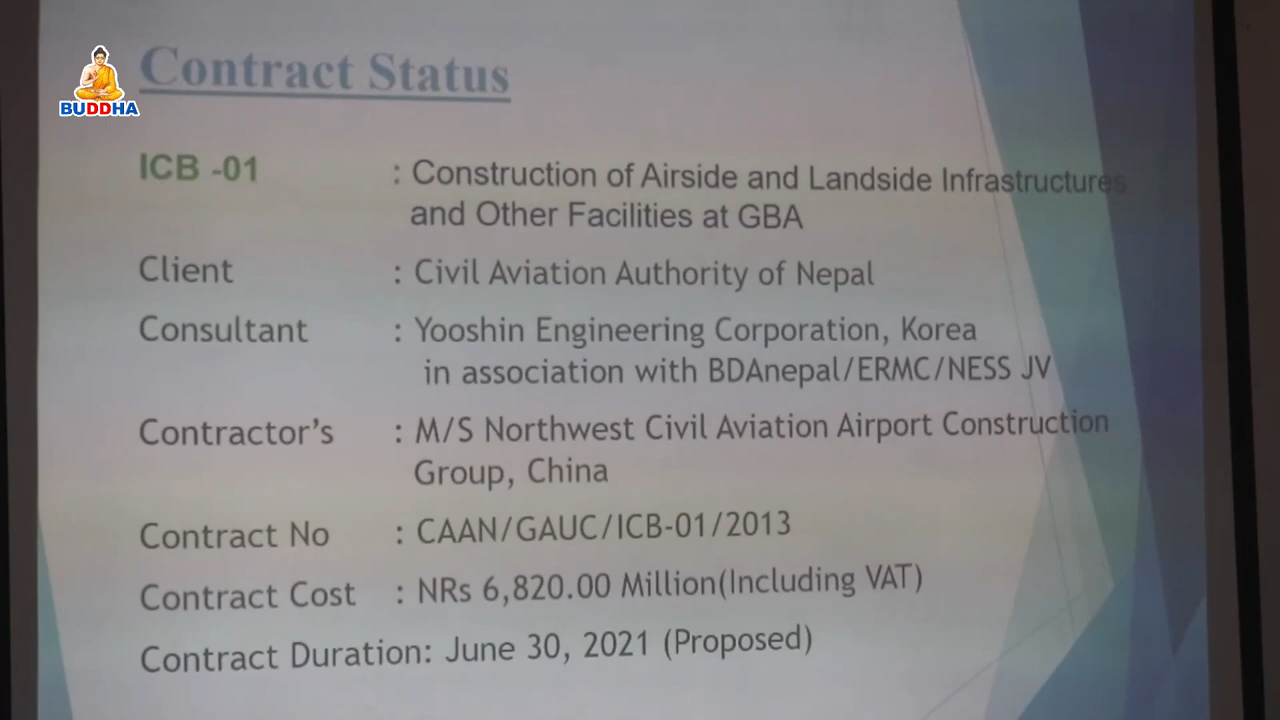 BUDDHA
Contract Status
ICB -01 : Construction of Airside and Landside Infrastructures
and Other Facilities at GBA
Client : Civil Aviation Authority of Nepal
Consultant : Yooshin Engineering Corporation, Korea
in association with BDAnepal/ERMC/NESS JV
Contractor's : M/S Northwest Civil Aviation Airport Construction
Group, China
Contract No : CAAN/GAUC/ICB-01/2013
Contract Cost : NRs 6,820.00 Million(Including VAT)
Contract Duration: June 30, 2021 (Proposed)